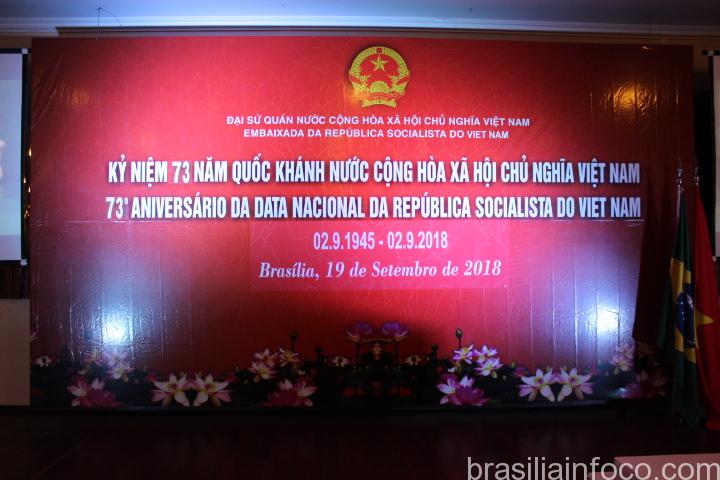 ĐẠI SỨ QUÁN NƯỚC CỘNG HÒA XÃ HỘI CHỦ NGHĨA VIỆT NAM
EMBAIXADA DA REPÚBLICA SOCIALISTA DO VIET NAM
KỶ NIỆM 73 NĂM QUỐC KHÁNH NƯỚC CỘNG HÒA XÃ HỘI CHỦ NGHĨA VIỆT NAM
73º ANIVERSÁRIO DA DATA NACIONAL DA REPÚBLICA SOCIALISTA DO VIET NAM
02.9.1945 - 02.9.2018
Brasília, 19 de Setembro de 2018
brasiliainfoco.com